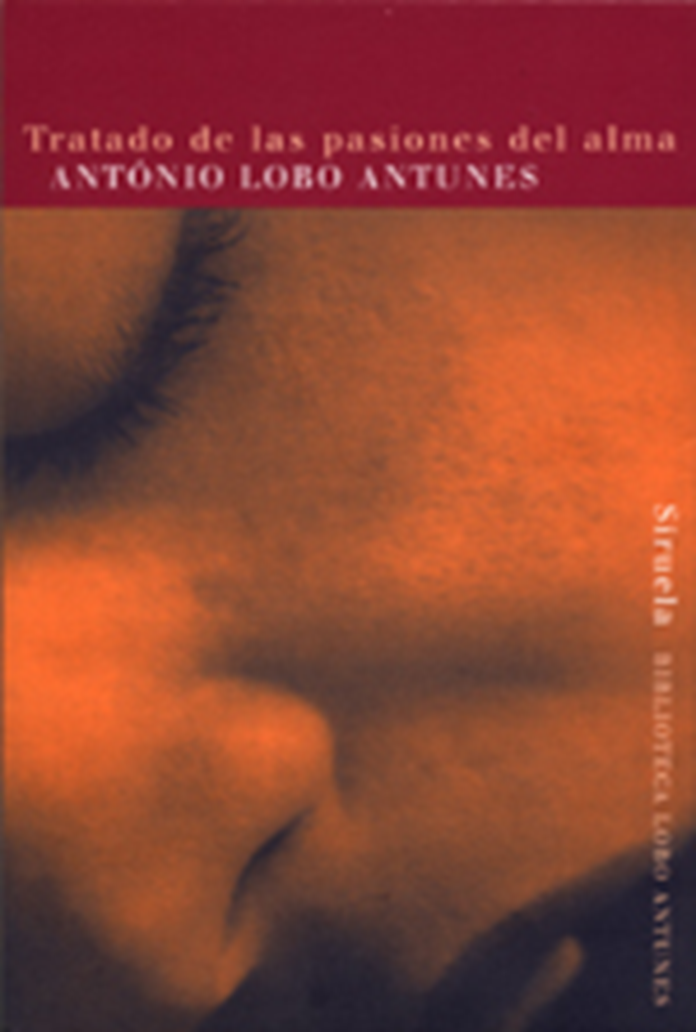 Tratado de las pasiones del alma
ANTÓNIO LOBO ANTUNES
Siruela BIBLIOTECA LOBO ANTUNES